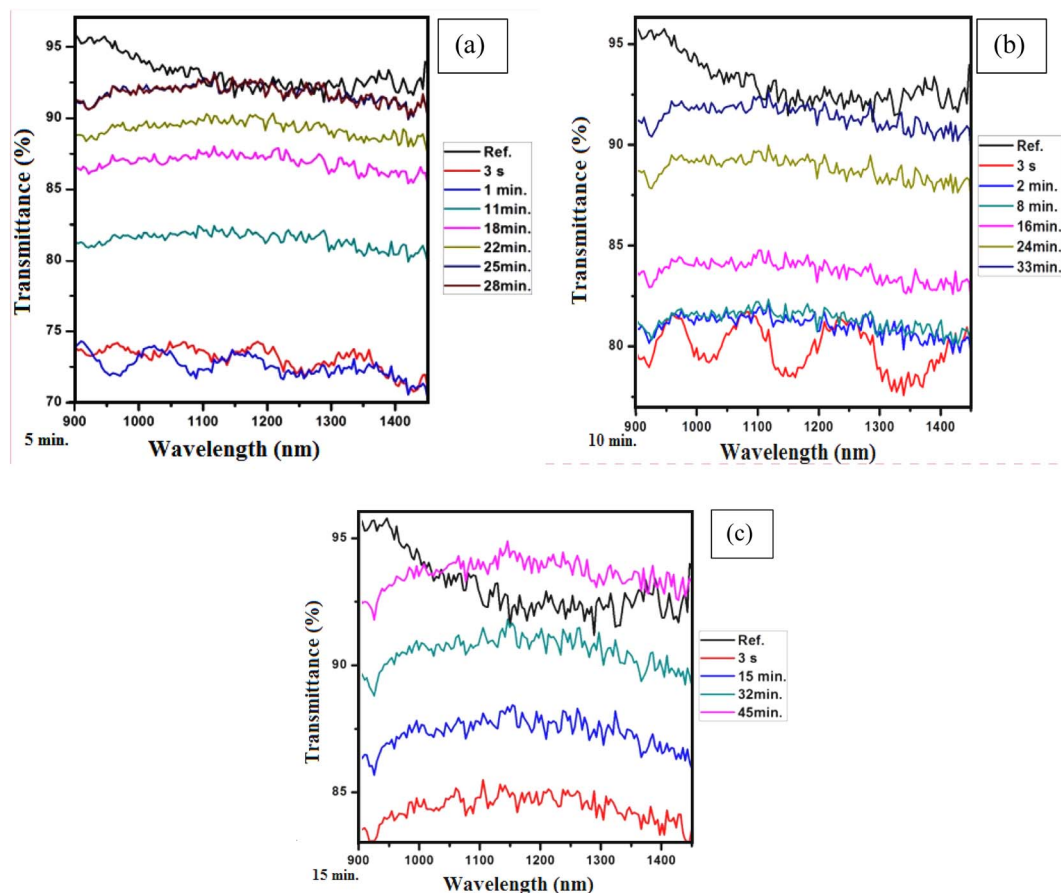 (a)
95
90
85
80
75
70
Transmittance (%)
900 1000 1100 1200 1300 1400
5 min.
Wavelength (nm)
Ref.
3 s
1 min.
11min.
18min.
22min.
25min.
28min.
(b)
95
90
85
80
Transmittance (%)
900 1000 1100 1200 1300 1400
10 min.
Wavelength (nm)
Ref.
3 s
2 min.
8 min.
16min.
24min.
33min.
(c)
95
90
85
Transmittance (%)
900 1000 1100 1200 1300 1400
15 min.
Wavelength (nm)
Ref.
3 s
15 min.
32min.
45min.